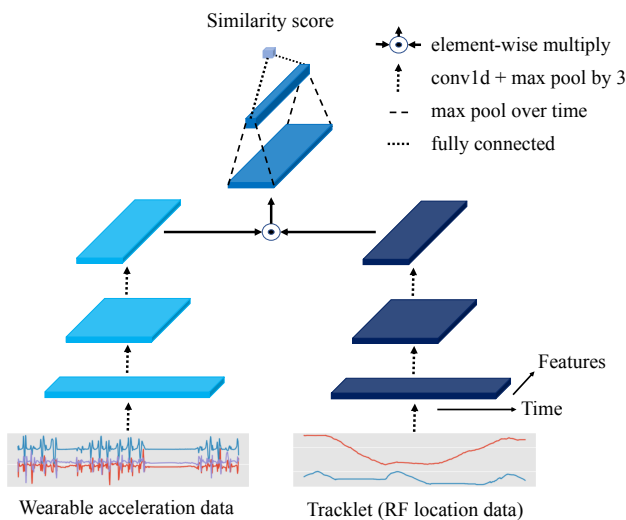 Similarity score
element-wise multiply
conv1d + max pool by 3
max pool over time
fully connected
Features
Time
Wearable acceleration data
Tracklet (RF location data)